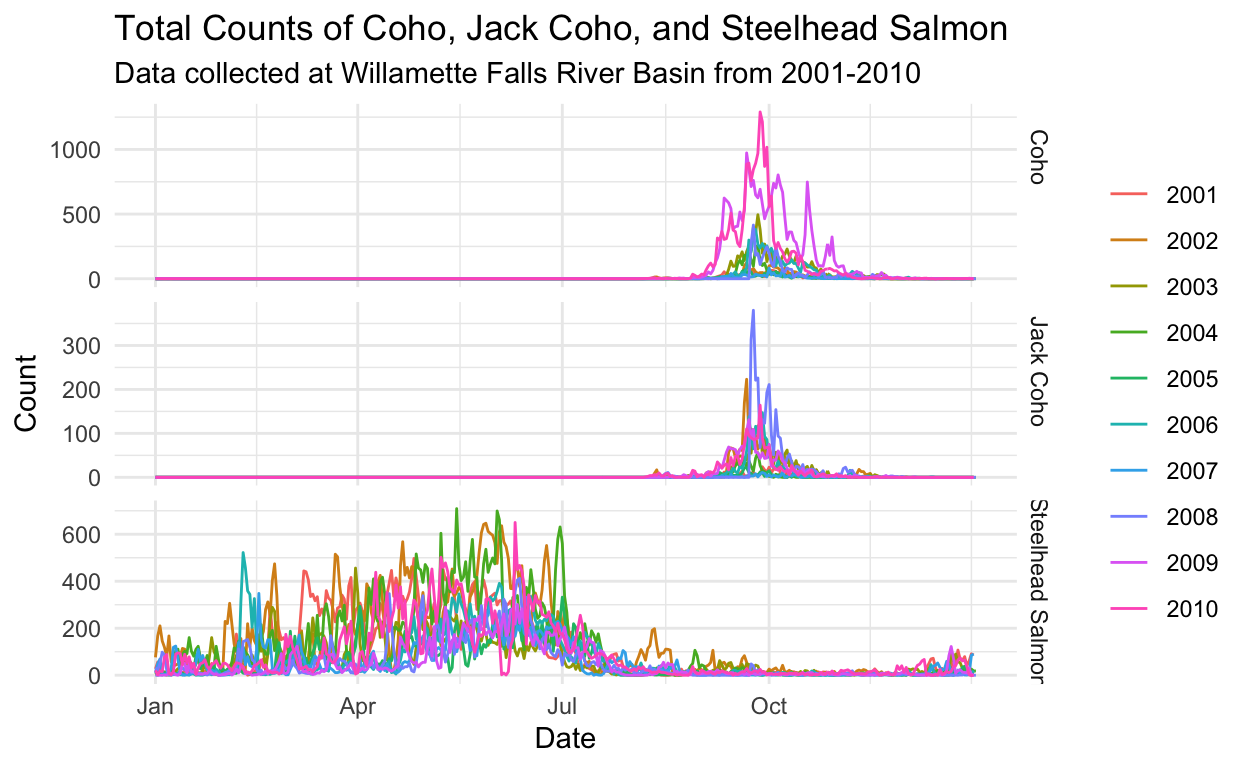 Total Counts of Coho, Jack Coho, and Steelhead Salmon
Data collected at Willamette Falls River Basin from 2001-2010
Count
1000
500
0
Coho
300
200
100
0
Jack Coho
600
400
200
0
Steelhead Salmon
Jan Apr Jul Oct
Date
2001
2002
2003
2004
2005
2006
2007
2008
2009
2010